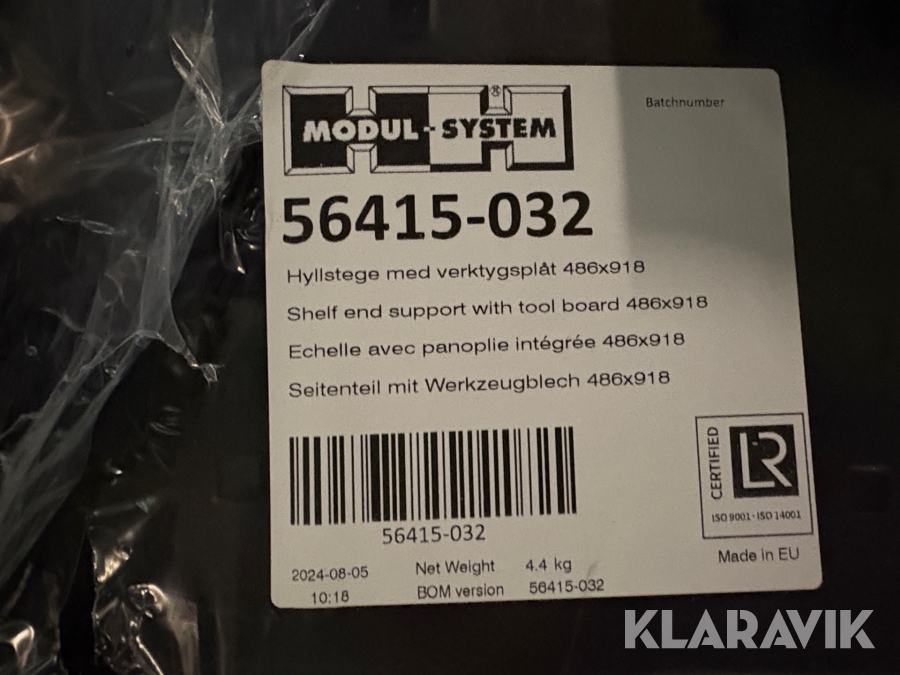 MODUL-SYSTEM®
Batchnumber
56415-032
Hyllstege med verktygsplåt 486x918
Shelf end support with tool board 486x918
Echelle avec panoplie intégrée 486x918
Seitenteil mit Werkzeugblech 486x918
56415-032
CERTIFIED
LR
ISO 9001 · ISO 14001
2024-08-05 Net Weight 4.4 kg
10:18 BOM version 56415-032
Made in EU
KLARAVIK